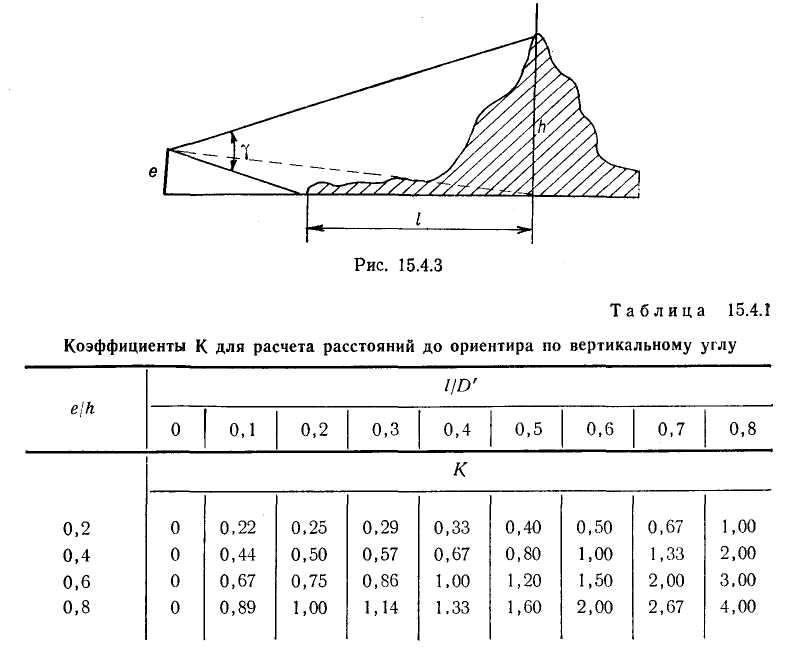 γ
h
e
l
Рис. 15.4.3
Таблица 15.4.1
Коэффициенты К для расчета расстояний до ориентира по вертикальному углу
e/h
l/D′
0 0,1 0,2 0,3 0,4 0,5 0,6 0,7 0,8
K
0,2 0 0,22 0,25 0,29 0,33 0,40 0,50 0,67 1,00
0,4 0 0,44 0,50 0,57 0,67 0,80 1,00 1,33 2,00
0,6 0 0,67 0,75 0,86 1,00 1,20 1,50 2,00 3,00
0,8 0 0,89 1,00 1,14 1,33 1,60 2,00 2,67 4,00